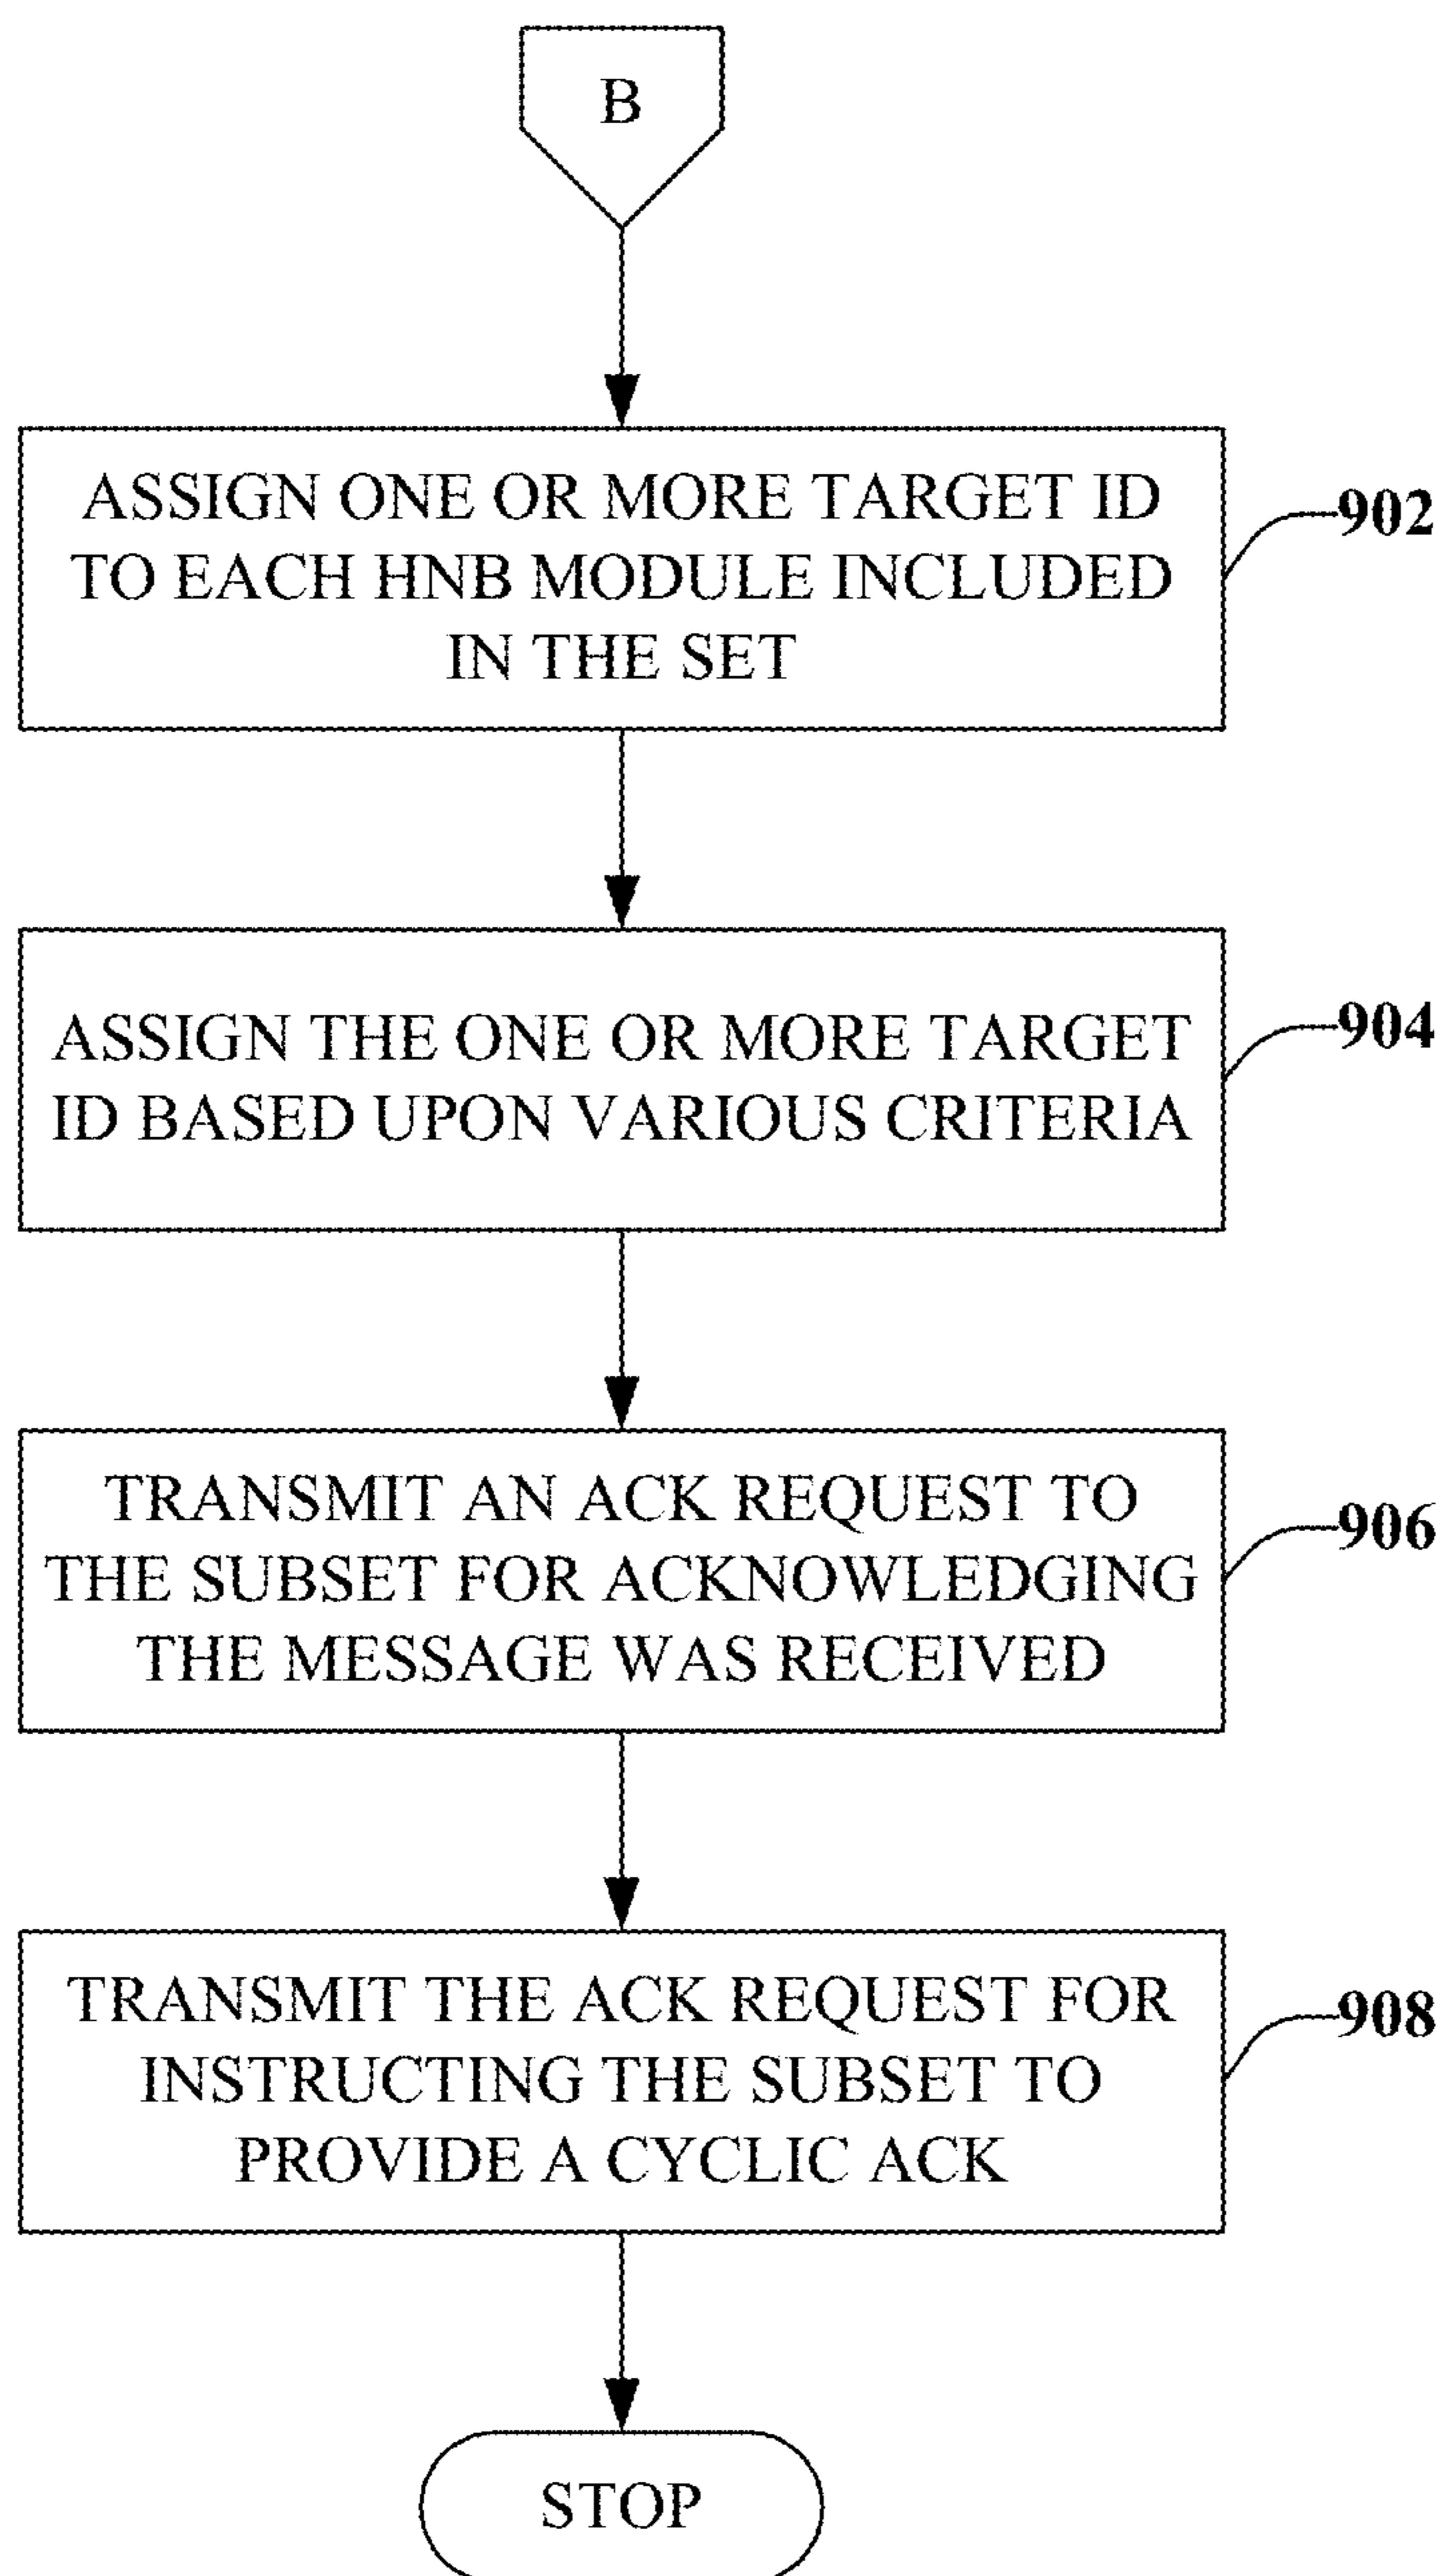 B
ASSIGN ONE OR MORE TARGET ID
TO EACH HNB MODULE INCLUDED
IN THE SET
902
ASSIGN THE ONE OR MORE TARGET
ID BASED UPON VARIOUS CRITERIA
904
TRANSMIT AN ACK REQUEST TO
THE SUBSET FOR ACKNOWLEDGING
THE MESSAGE WAS RECEIVED
906
TRANSMIT THE ACK REQUEST FOR
INSTRUCTING THE SUBSET TO
PROVIDE A CYCLIC ACK
908
STOP